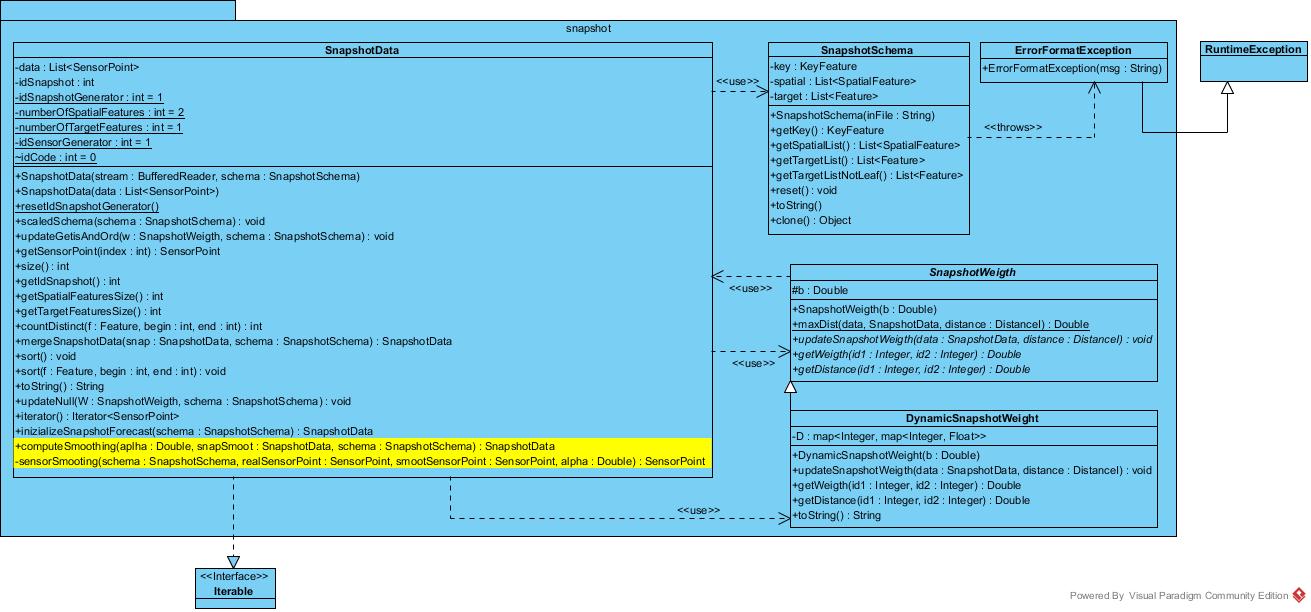 snapshot
SnapshotData
-data : List<SensorPoint>
-idSnapshot : int
-idSnapshotGenerator : int = 1
-numberOfSpatialFeatures : int = 2
-numberOfTargetFeatures : int = 1
-idSensorGenerator : int = 1
~idCode : int = 0
+SnapshotData(stream : BufferedReader, schema : SnapshotSchema)
+SnapshotData(data : List<SensorPoint>)
+resetIdSnapshotGenerator()
+scaledSchema(schema : SnapshotSchema) : void
+updateGetisAndOrd(w : SnapshotWeigth, schema : SnapshotSchema) : void
+getSensorPoint(index : int) : SensorPoint
+size() : int
+getIdSnapshot() : int
+getSpatialFeaturesSize() : int
+getTargetFeaturesSize() : int
+countDistinct(f : Feature, begin : int, end : int) : int
+mergeSnapshotData(snap : SnapshotData, schema : SnapshotSchema) : SnapshotData
+sort() : void
+sort(f : Feature, begin : int, end : int) : void
+toString() : String
+updateNull(W : SnapshotWeigth, schema : SnapshotSchema) : void
+iterator() : Iterator<SensorPoint>
+inizializeSnapshotForecast(schema : SnapshotSchema) : SnapshotData
+computeSmoothing(aplha : Double, snapSmoot : SnapshotData, schema : SnapshotSchema) : SnapshotData
-sensorSmooting(schema : SnapshotSchema, realSensorPoint : SensorPoint, smootSensorPoint : SensorPoint, alpha : Double) : SensorPoint
<<use>>
SnapshotSchema
-key : KeyFeature
-spatial : List<SpatialFeature>
-target : List<Feature>
+SnapshotSchema(inFile : String)
+getKey() : KeyFeature
+getSpatialList() : List<SpatialFeature>
+getTargetList() : List<Feature>
+getTargetListNotLeaf() : List<Feature>
+reset() : void
+toString()
+clone() : Object
ErrorFormatException
+ErrorFormatException(msg : String)
RuntimeException
<<throws>>
<<use>>
SnapshotWeigth
#b : Double
+SnapshotWeigth(b : Double)
+maxDist(data, SnapshotData, distance : DistanceI) : Double
+updateSnapshotWeigth(data : SnapshotData, distance : DistanceI) : void
+getWeigth(id1 : Integer, id2 : Integer) : Double
+getDistance(id1 : Integer, id2 : Integer) : Double
<<use>>
DynamicSnapshotWeight
-D : map<Integer, map<Integer, Float>>
+DynamicSnapshotWeight(b : Double)
+updateSnapshotWeigth(data : SnapshotData, distance : DistanceI) : void
+getWeigth(id1 : Integer, id2 : Integer) : Double
+getDistance(id1 : Integer, id2 : Integer) : Double
+toString() : String
<<use>>
<<Interface>>
Iterable
Powered By Visual Paradigm Community Edition